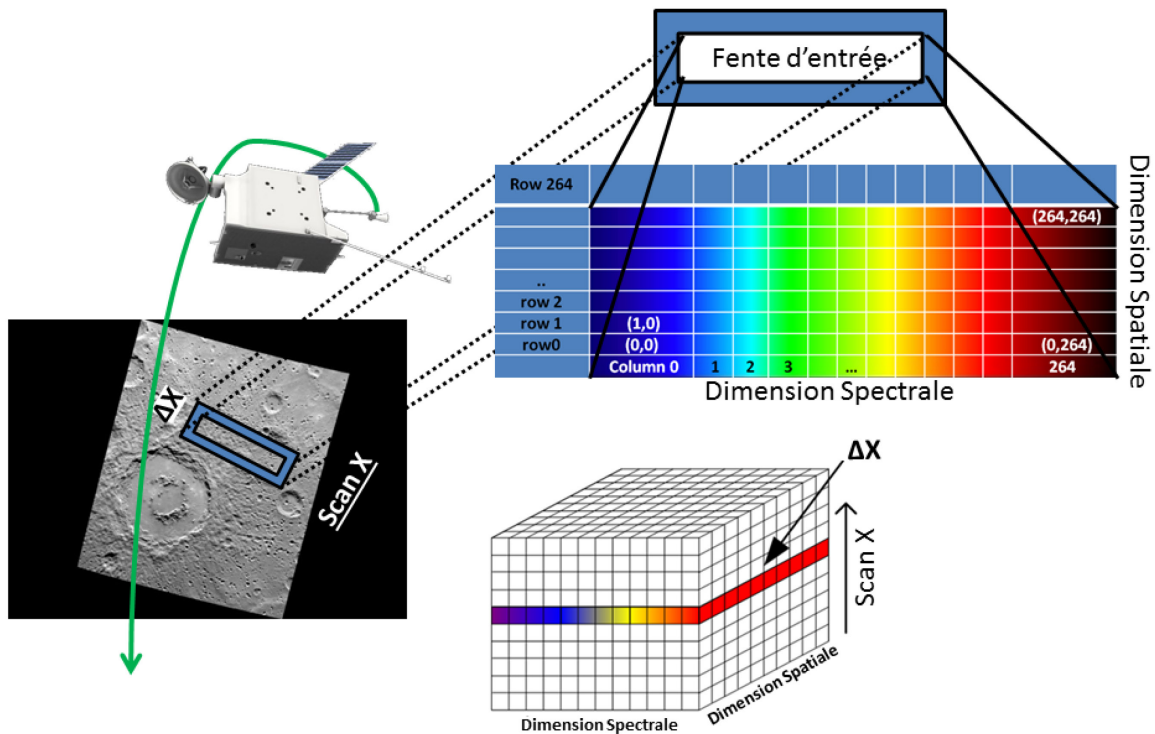 Fente d'entrée
Row 264
(264,264)
..
row 2
row 1
(1,0)
row0
(0,0)
(0,264)
Column 0
1
2
3
...
264
Dimension Spectrale
Dimension Spatiale
ΔX
Scan X
ΔX
Scan X
Dimension Spatiale
Dimension Spectrale